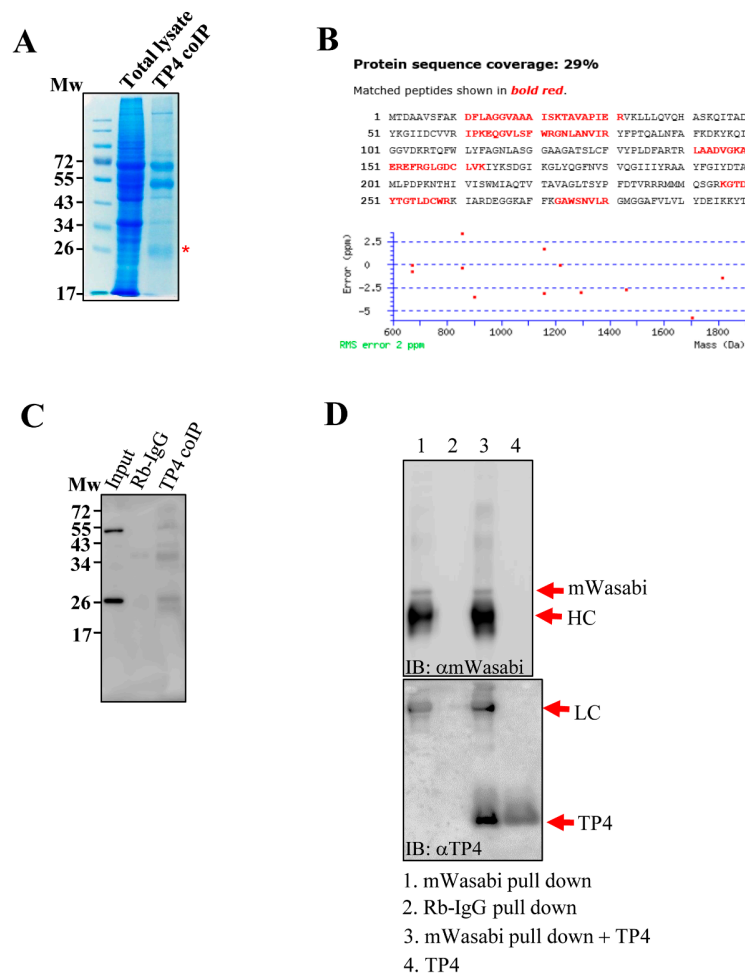 A
Mw
Total lysate
TP4 coIP
72
55
43
34
26
*
17
B
Protein sequence coverage: 29%
Matched peptides shown in bold red.
1 MTDAAVSFAK DFLAGGVAAA ISKTAVAPIE RVKLLLQVQH ASKQITAD
51 YKGIIDCVVR IPKEQGVLSF WRGNLANVIR YFPTQALNFA FKDKYKQI
101 GGVDKRTQFW LYFAGNLASG GAAGATSLCF VYPLDFARTR LAADVGKA
151 EREFRGLGDC LVKIYKSDGI KGLYQGFNVS VQGIIIYRAA YFGIYDTA
201 MLPDPKNTHI VISWMIAQTV TAVAGLTSYP FDTVRRRMMM QSGRKGTD
251 YTGTLDCWRK IARDEGGKAF FKGAWSNVLR GMGGAFVLVL YDEIKKYT
Error (ppm)
2.5
0
-2.5
-5
600 800 1000 1200 1400 1600 1800
RMS error 2 ppm
Mass (Da)
C
Mw
Input
Rb-IgG
TP4 coIP
72
55
43
34
26
17
D
1 2 3 4
mWasabi
HC
IB: αmWasabi
LC
TP4
IB: αTP4
1. mWasabi pull down
2. Rb-IgG pull down
3. mWasabi pull down + TP4
4. TP4